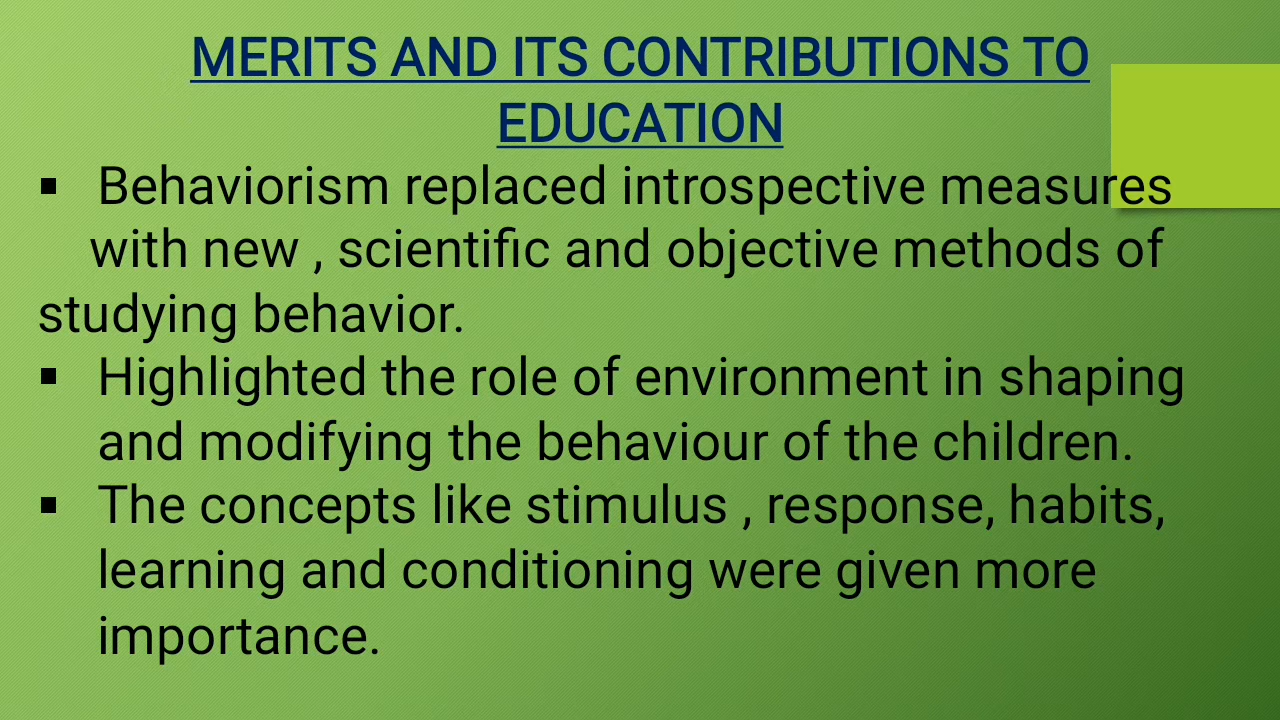 MERITS AND ITS CONTRIBUTIONS TO
EDUCATION
▪ Behaviorism replaced introspective measures
with new , scientific and objective methods of
studying behavior.
▪ Highlighted the role of environment in shaping
and modifying the behaviour of the children.
▪ The concepts like stimulus , response, habits,
learning and conditioning were given more
importance.